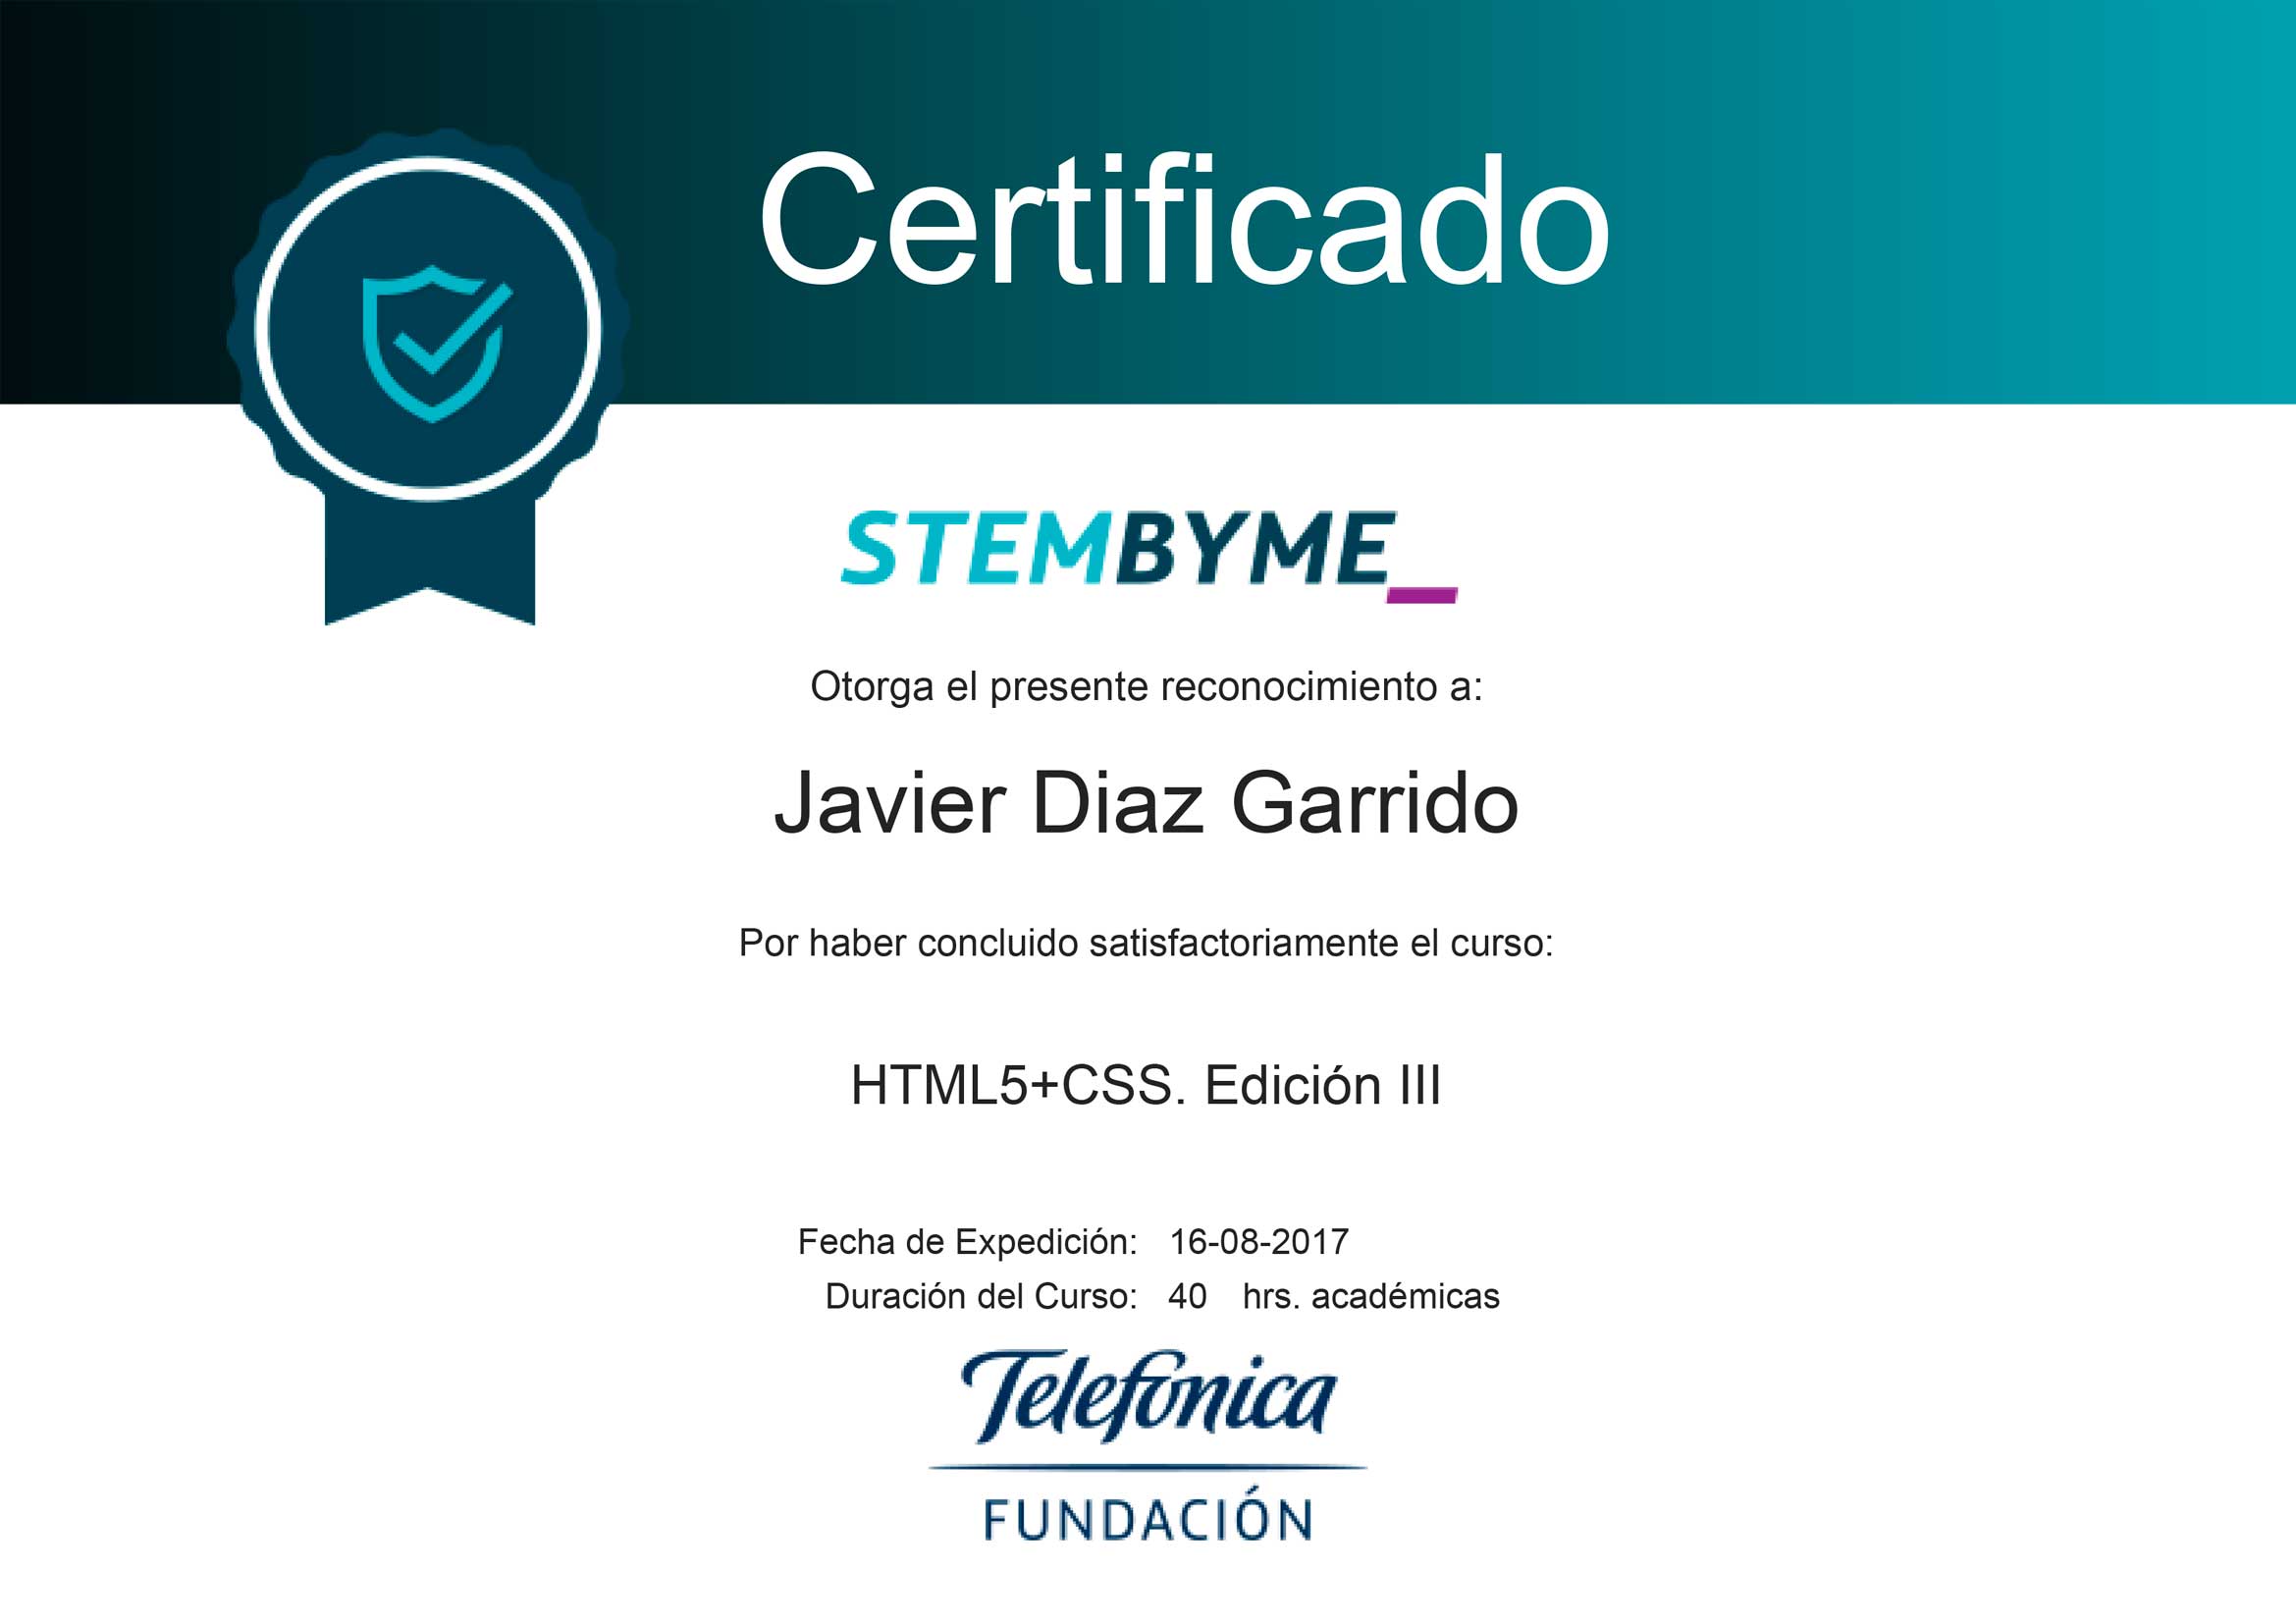 Certificado
STEMBYME_
Otorga el presente reconocimiento a:
Javier Diaz Garrido
Por haber concluido satisfactoriamente el curso:
HTML5+CSS. Edición III
Fecha de Expedición: 16-08-2017
Duración del Curso: 40 hrs. académicas
Telefónica
FUNDACIÓN